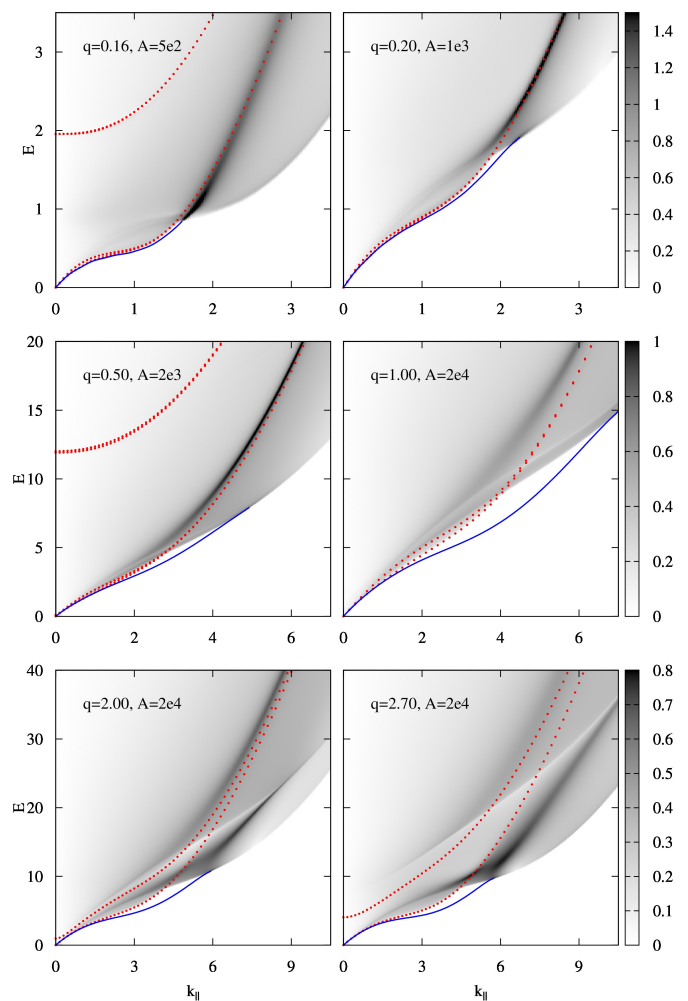 q=0.16, A=5e2
q=0.20, A=1e3
E
3
2
1
0
0 1 2 3
0 1 2 3
1.4
1.2
1
0.8
0.6
0.4
0.2
0
q=0.50, A=2e3
q=1.00, A=2e4
E
20
15
10
5
0
0 2 4 6
0 2 4 6
1
0.8
0.6
0.4
0.2
0
q=2.00, A=2e4
q=2.70, A=2e4
E
40
30
20
10
0
0 3 6 9
0 3 6 9
0.8
0.7
0.6
0.5
0.4
0.3
0.2
0.1
0
k∥
k∥